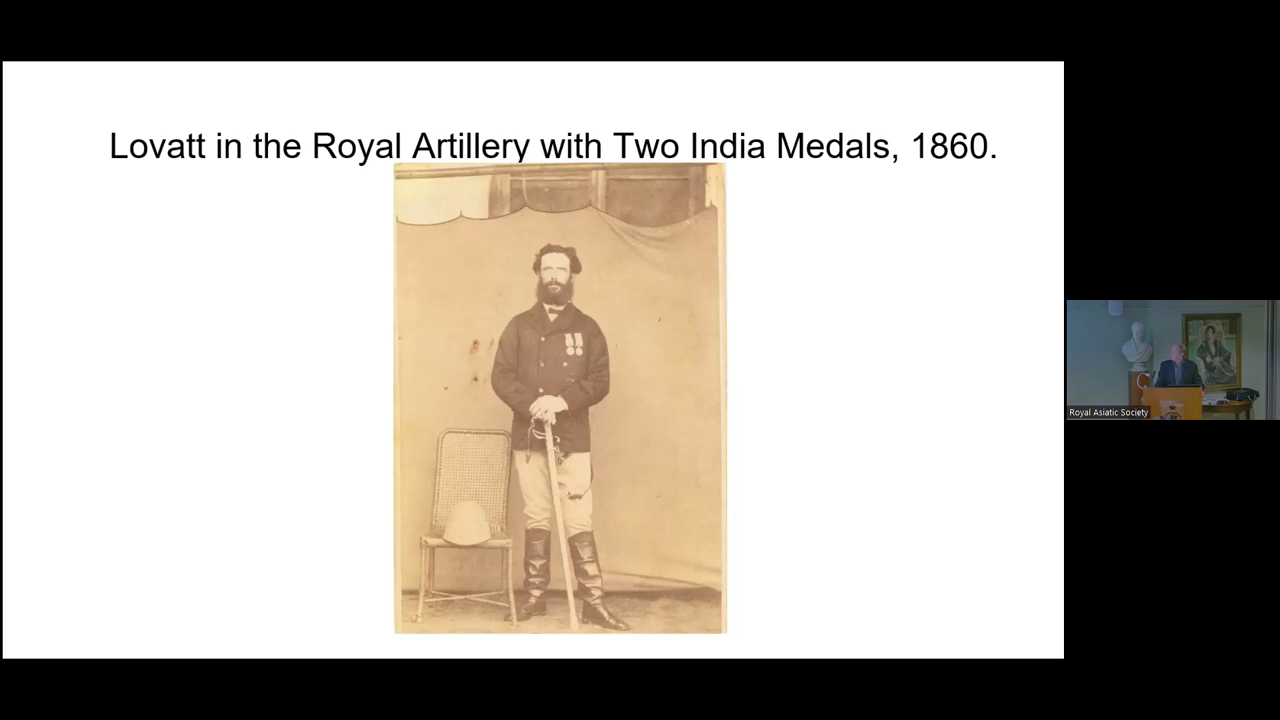 Lovatt in the Royal Artillery with Two India Medals, 1860.
Royal Asiatic Society